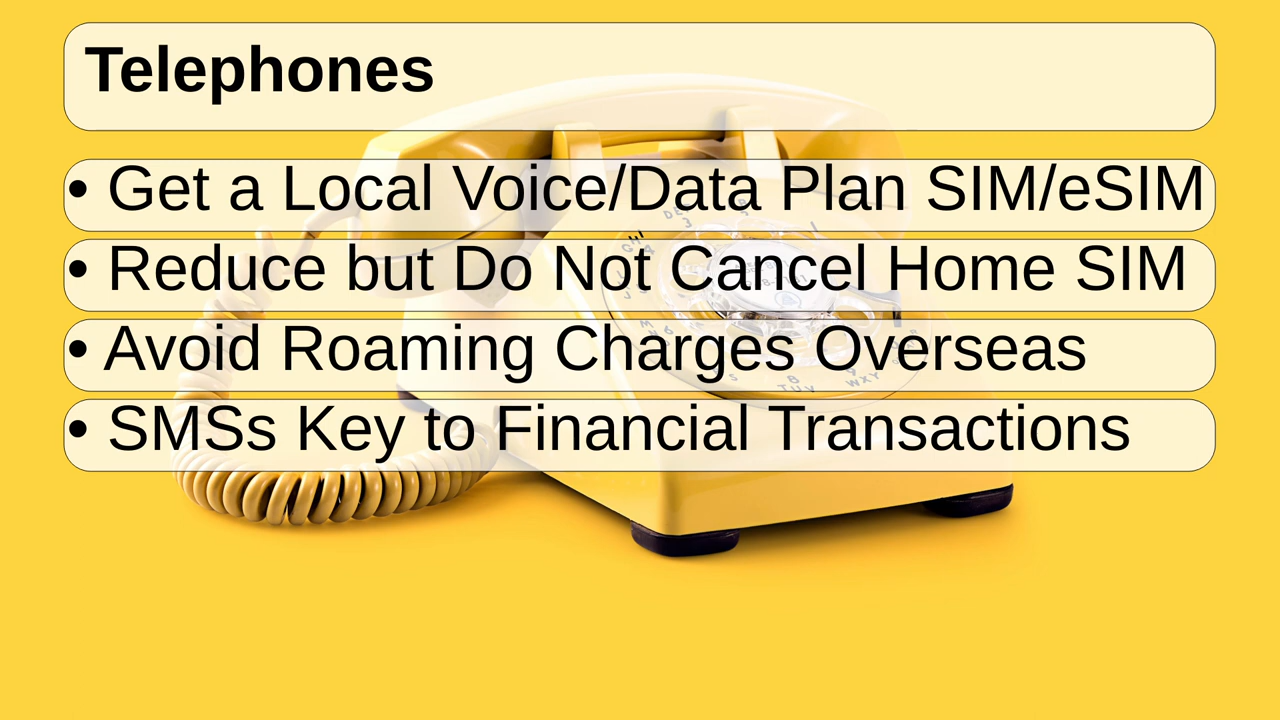 Telephones
• Get a Local Voice/Data Plan SIM/eSIM
• Reduce but Do Not Cancel Home SIM
• Avoid Roaming Charges Overseas
• SMSs Key to Financial Transactions